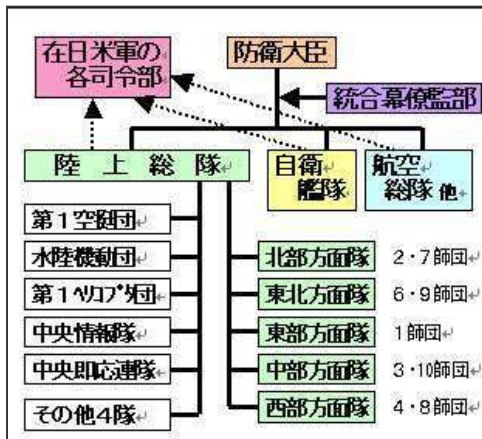 在日米軍の
各司令部
防衛大臣
統合幕僚監部
陸上総隊
自衛
艦隊
航空
総隊 他
第1空挺団
水陸機動団
第1ヘリコプタ団
中央情報隊
中央即応連隊
その他4隊
北部方面隊 2・7師団
東北方面隊 6・9師団
東部方面隊 1師団
中部方面隊 3・10師団
西部方面隊 4・8師団